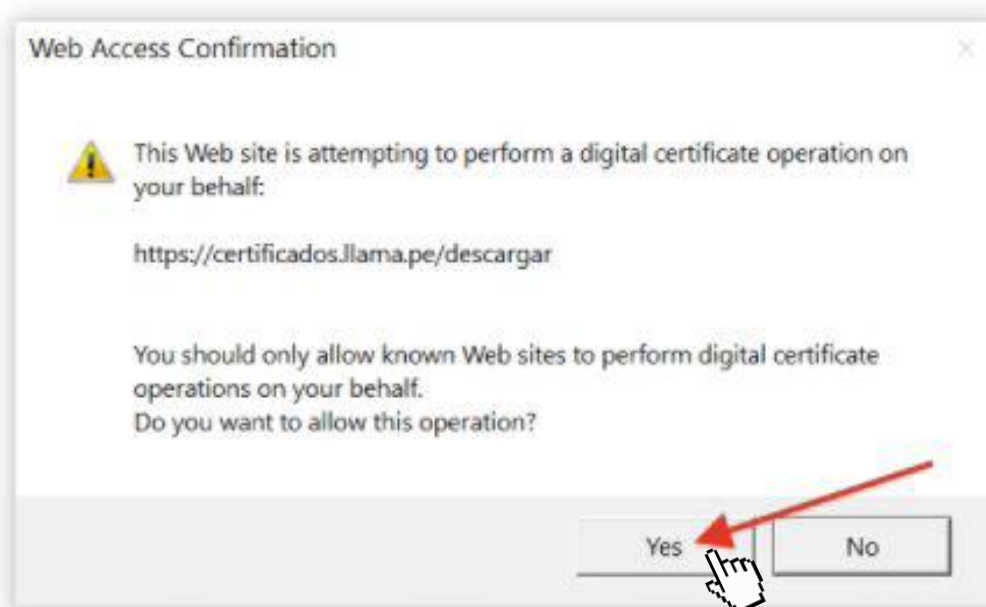 Web Access Confirmation
This Web site is attempting to perform a digital certificate operation on
your behalf:
https://certificados.llama.pe/descargar
You should only allow known Web sites to perform digital certificate
operations on your behalf.
Do you want to allow this operation?
Yes
No